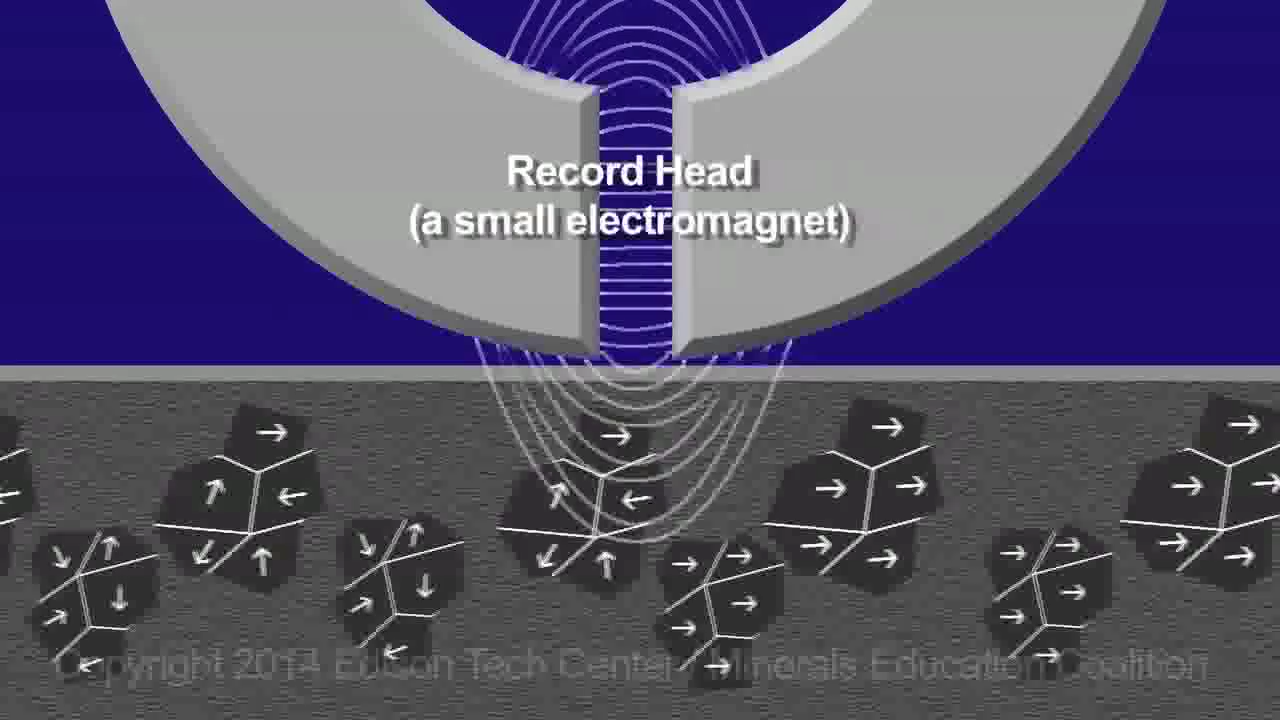 Record Head
(a small electromagnet)
Copyright 2014 Edison Tech Center / Minerals Education Coalition